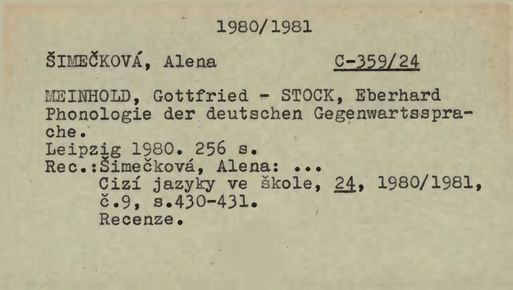 1980/1981
ŠIMEČKOVÁ, Alena C-359/24
MEINHOLD, Gottfried - STOCK, Eberhard
Phonologie der deutschen Gegenwartsspra-
che.
Leipzig 1980. 256 s.
Rec.:Šimečková, Alena: ...
Cizí jazyky ve škole, 24, 1980/1981,
č.9, s.430-431.
Recenze.